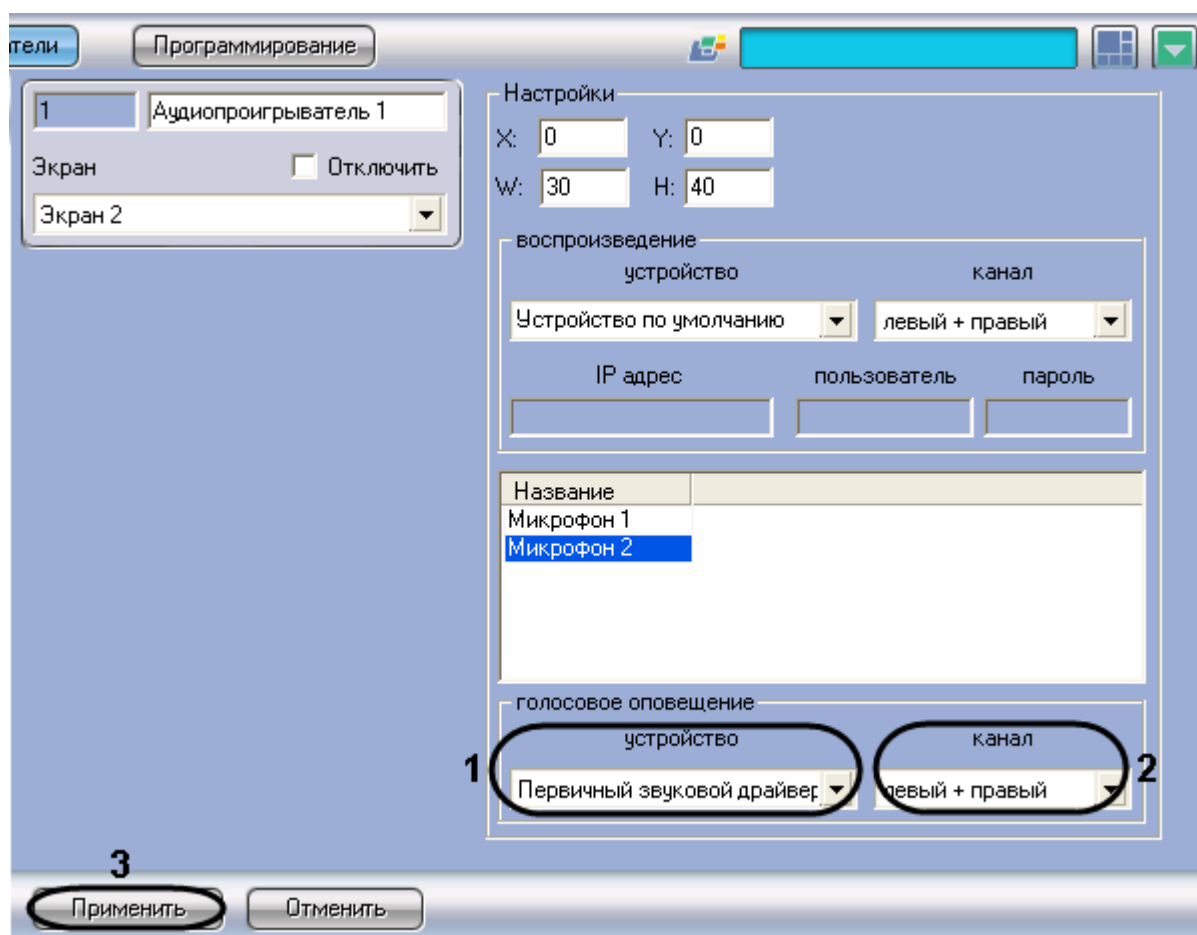 тели Программирование
1 Аудиопроигрыватель 1
Экран Отключить
Экран 2
Настройки
X: 0 Y: 0
W: 30 H: 40
воспроизведение
устройство канал
Устройство по умолчанию левый + правый
IP адрес пользователь пароль
Название
Микрофон 1
Микрофон 2
голосовое оповещение
устройство канал
1 2
Первичный звуковой драйвер левый + правый
3
Применить Отменить